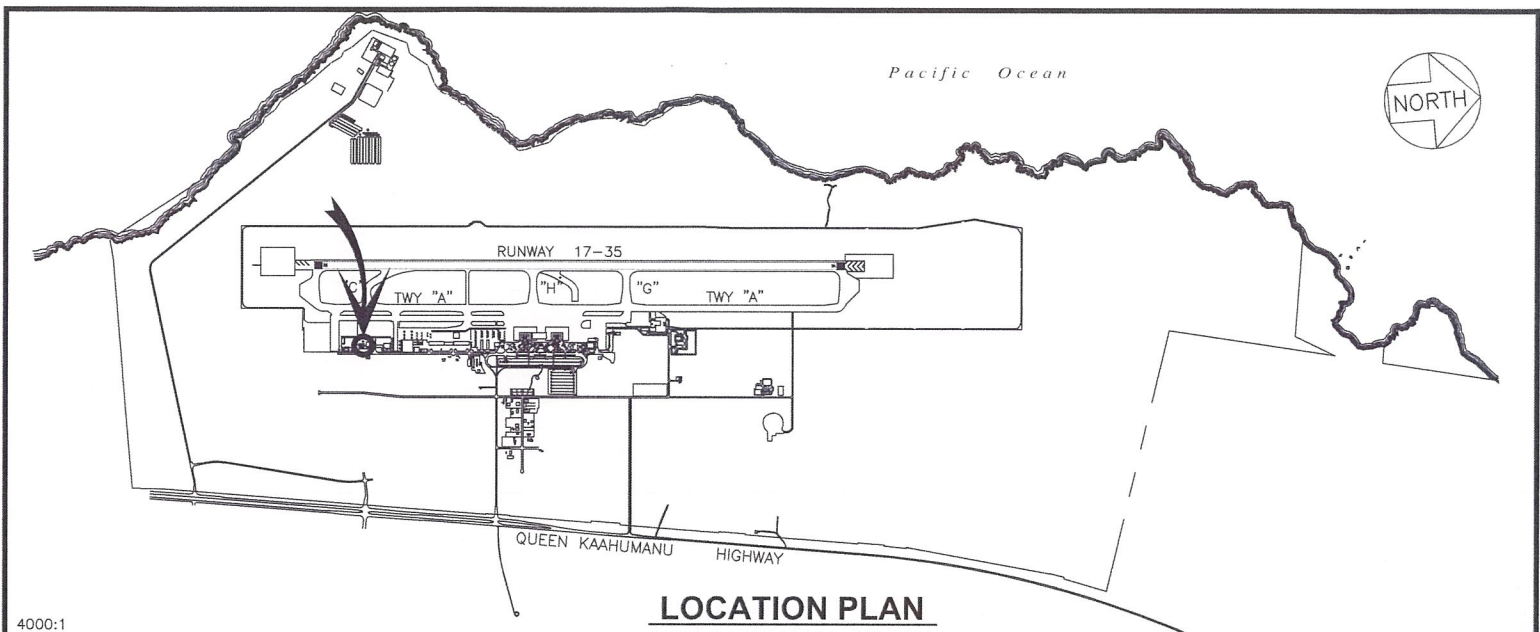 Pacific Ocean
NORTH
RUNWAY 17-35
"C"
TWY "A"
"H"
"G"
TWY "A"
QUEEN KAAHUMANU HIGHWAY
LOCATION PLAN
4000:1